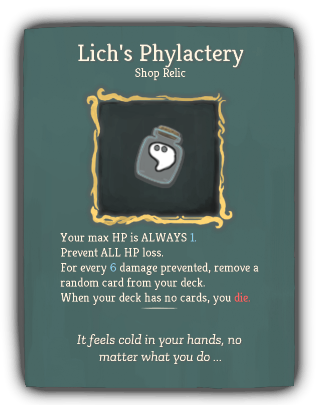 Lich's Phylactery
Shop Relic
Your max HP is ALWAYS 1.
Prevent ALL HP loss.
For every 6 damage prevented, remove a
random card from your deck.
When your deck has no cards, you die.
It feels cold in your hands, no
matter what you do ...